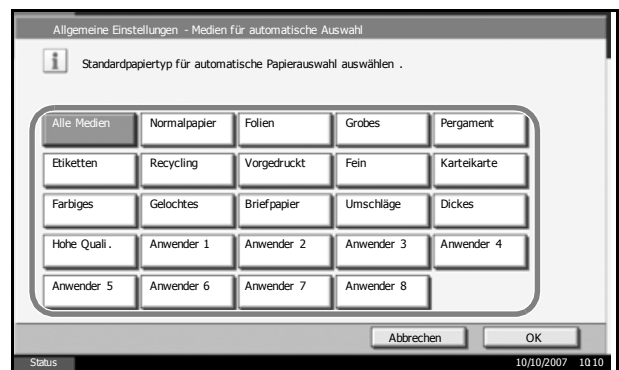 Allgemeine Einstellungen - Medien für automatische Auswahl
Standardpapiertyp für automatische Papierauswahl auswählen .
Alle Medien Normalpapier Folien Grobes Pergament
Etiketten Recycling Vorgedruckt Fein Karteikarte
Farbiges Gelochtes Briefpapier Umschläge Dickes
Hohe Quali. Anwender 1 Anwender 2 Anwender 3 Anwender 4
Anwender 5 Anwender 6 Anwender 7 Anwender 8
Abbrechen OK
Status 10/10/2007 10:10